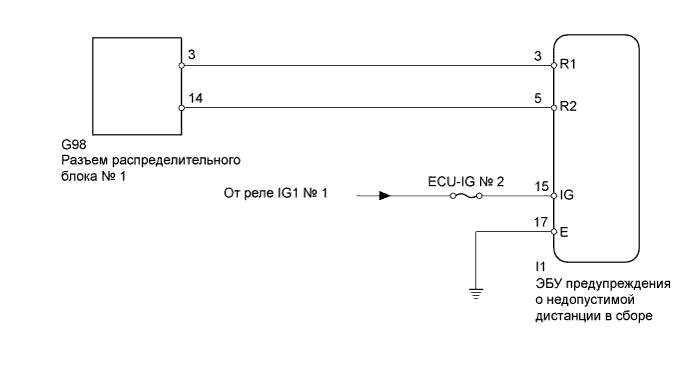 3
3
R1
14
5
R2
G98
Разъем распределительного
блока № 1
От реле IG1 № 1
ECU-IG № 2
15
IG
17
E
I1
ЭБУ предупреждения
о недопустимой
дистанции в сборе